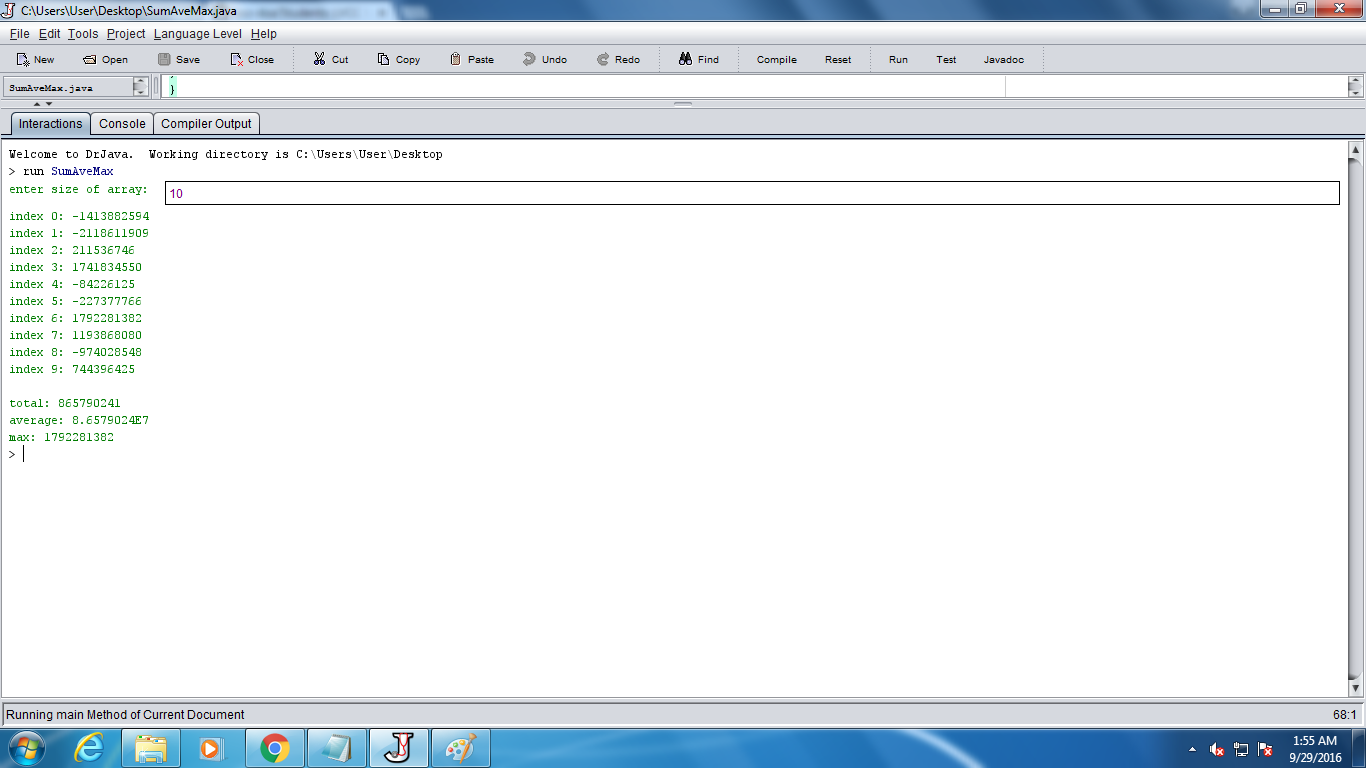 C:\Users\User\Desktop\SumAveMax.java
File Edit Tools Project Language Level Help
New Open Save Close Cut Copy Paste Undo Redo Find Compile Reset Run Test Javadoc
SumAveMax.java
}
Interactions Console Compiler Output
Welcome to DrJava.  Working directory is C:\Users\User\Desktop
> run SumAveMax
enter size of array: 10
index 0: -1413882594
index 1: -2118611909
index 2: 211536746
index 3: 1741834550
index 4: -84226125
index 5: -227377766
index 6: 1792281382
index 7: 1193868080
index 8: -974028548
index 9: 744396425
total: 865790241
average: 8.6579024E7
max: 1792281382
>
Running main Method of Current Document 68:1
1:55 AM
9/29/2016